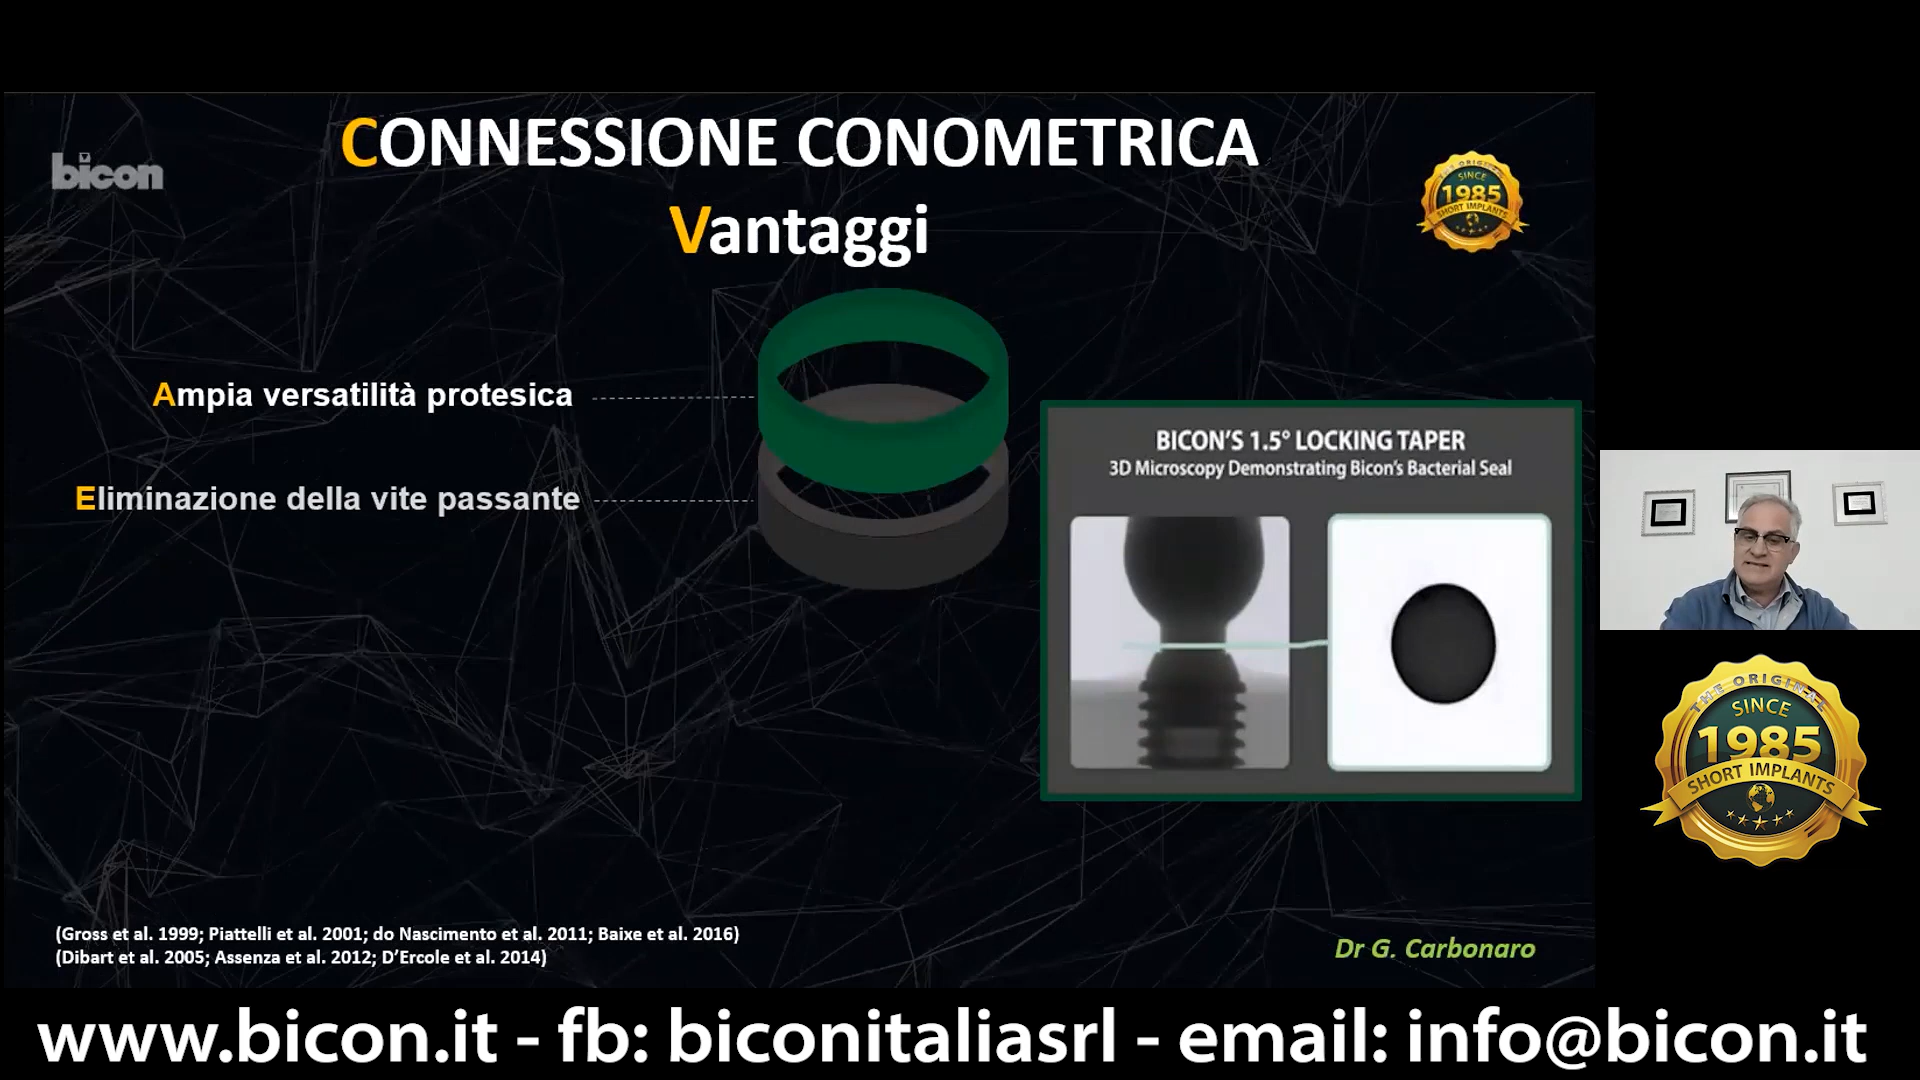 CONNESSIONE CONOMETRICA
Vantaggi
bicon
THE ORIGINAL
SINCE
1985
SHORT IMPLANTS
Ampia versatilità protesica
Eliminazione della vite passante
BICON'S 1.5° LOCKING TAPER
3D Microscopy Demonstrating Bicon's Bacterial Seal
(Gross et al. 1999; Piattelli et al. 2001; do Nascimento et al. 2011; Baixe et al. 2016)
(Dibart et al. 2005; Assenza et al. 2012; D'Ercole et al. 2014)
Dr G. Carbonaro
THE ORIGINAL
SINCE
1985
SHORT IMPLANTS
www.bicon.it - fb: biconitaliasrl - email: info@bicon.it